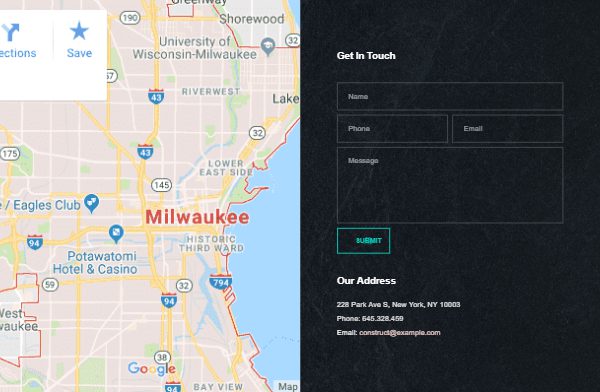 Greenway
190
Shorewood
ections
Save
University of
Wisconsin-Milwaukee
RIVERWEST
43
Lake
32
175
43
LOWER
EAST SIDE
145
e / Eagles Club
Milwaukee
94
HISTORIC
THIRD WARD
Potawatomi
Hotel & Casino
94
794
59
32
West
waukee
38
Google
BAY VIEW
Map
94
Get In Touch
Name
Phone
Email
Message
SUBMIT
Our Address
228 Park Ave S, New York, NY 10003
Phone: 645.328.459
Email: construct@example.com